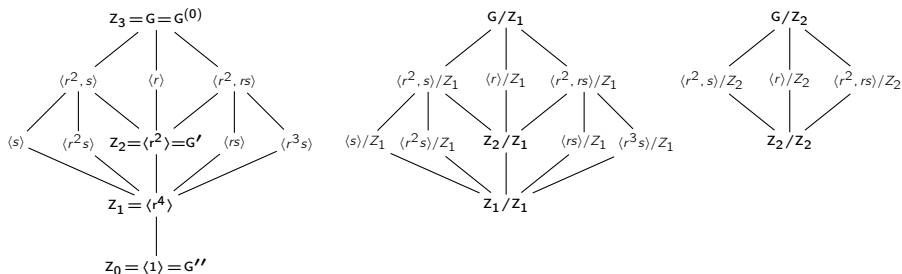 Z₃ = G = G⁽⁰⁾
⟨r², s⟩ ⟨r⟩ ⟨r², rs⟩
⟨s⟩ ⟨r²s⟩ Z₂ = ⟨r²⟩ = G′ ⟨rs⟩ ⟨r³s⟩
Z₁ = ⟨r⁴⟩
Z₀ = ⟨1⟩ = G″
G/Z₁
⟨r², s⟩/Z₁ ⟨r⟩/Z₁ ⟨r², rs⟩/Z₁
⟨s⟩/Z₁ ⟨r²s⟩/Z₁ Z₂/Z₁ ⟨rs⟩/Z₁ ⟨r³s⟩/Z₁
Z₁/Z₁
G/Z₂
⟨r², s⟩/Z₂ ⟨r⟩/Z₂ ⟨r², rs⟩/Z₂
Z₂/Z₂